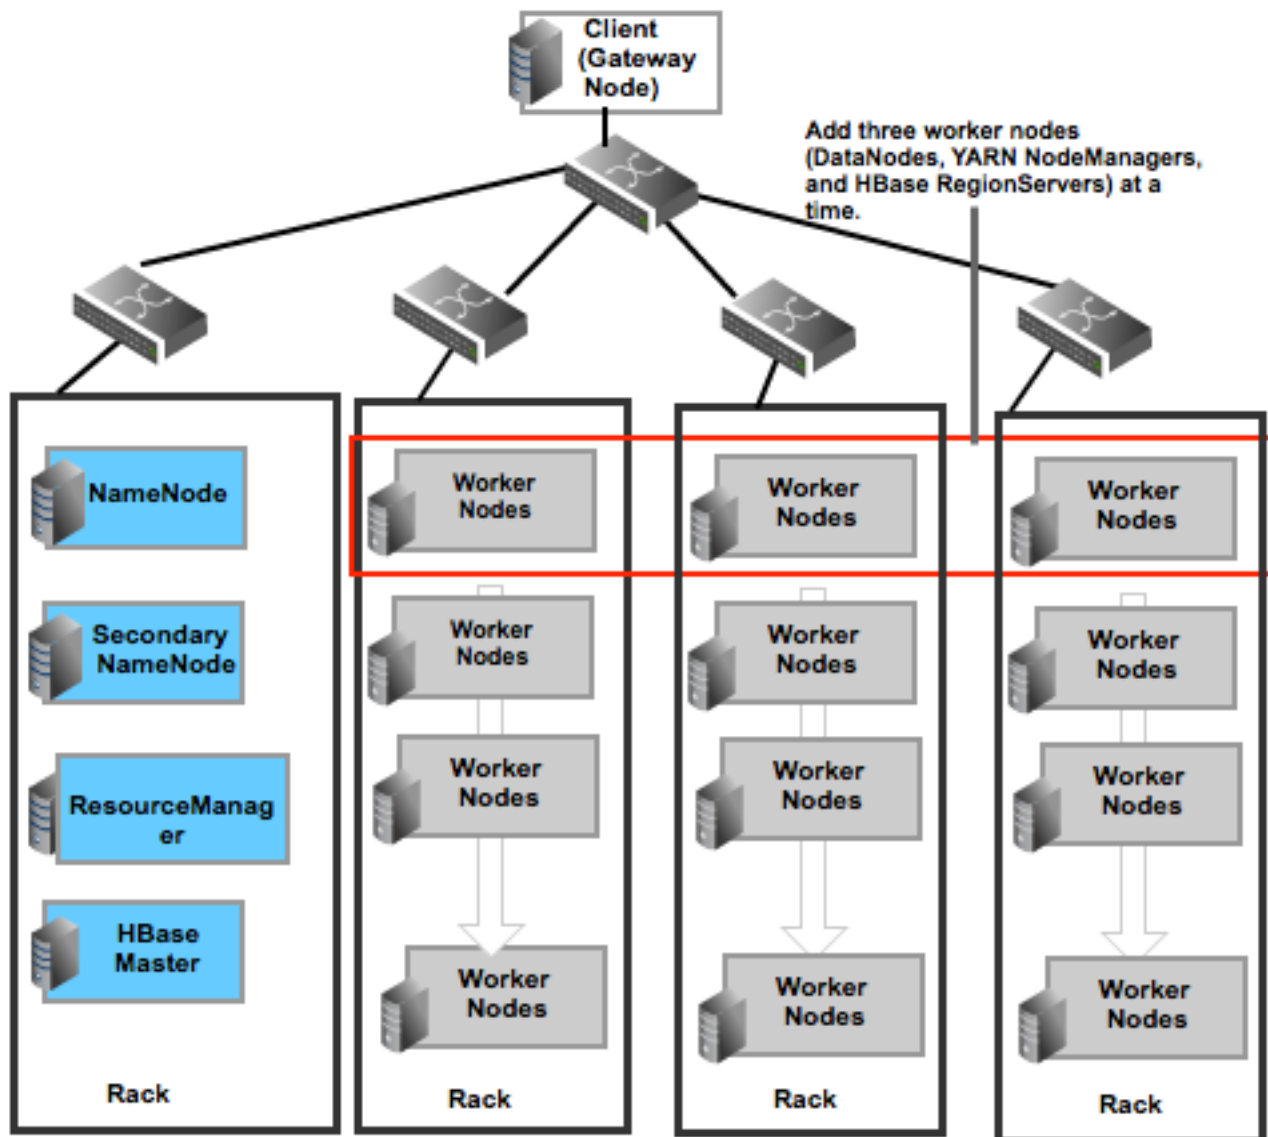 Client
(Gateway
Node)
Add three worker nodes
(DataNodes, YARN NodeManagers,
and HBase RegionServers) at a
time.
NameNode
Secondary
NameNode
ResourceManag
er
HBase
Master
Rack
Worker
Nodes
Worker
Nodes
Worker
Nodes
Worker
Nodes
Rack
Worker
Nodes
Worker
Nodes
Worker
Nodes
Worker
Nodes
Rack
Worker
Nodes
Worker
Nodes
Worker
Nodes
Worker
Nodes
Rack